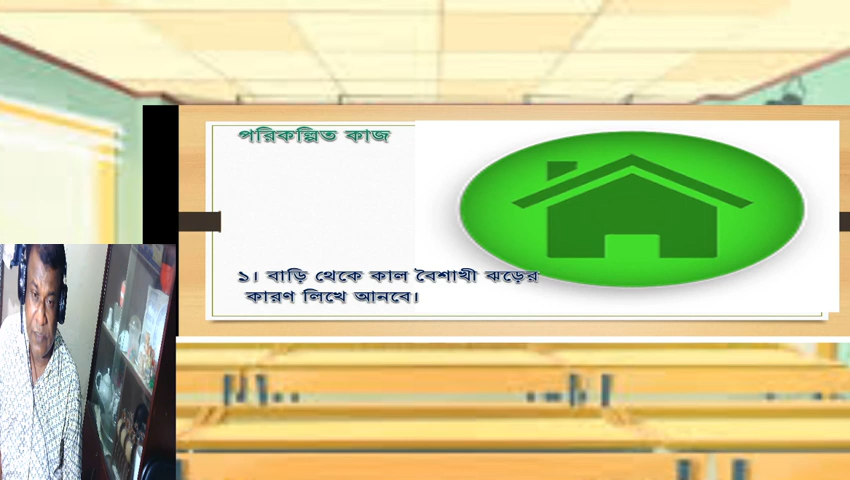 পরিকল্পিত কাজ
১। বাড়ি থেকে কাল বৈশাখী ঝড়ের
কারণ লিখে আনবে।